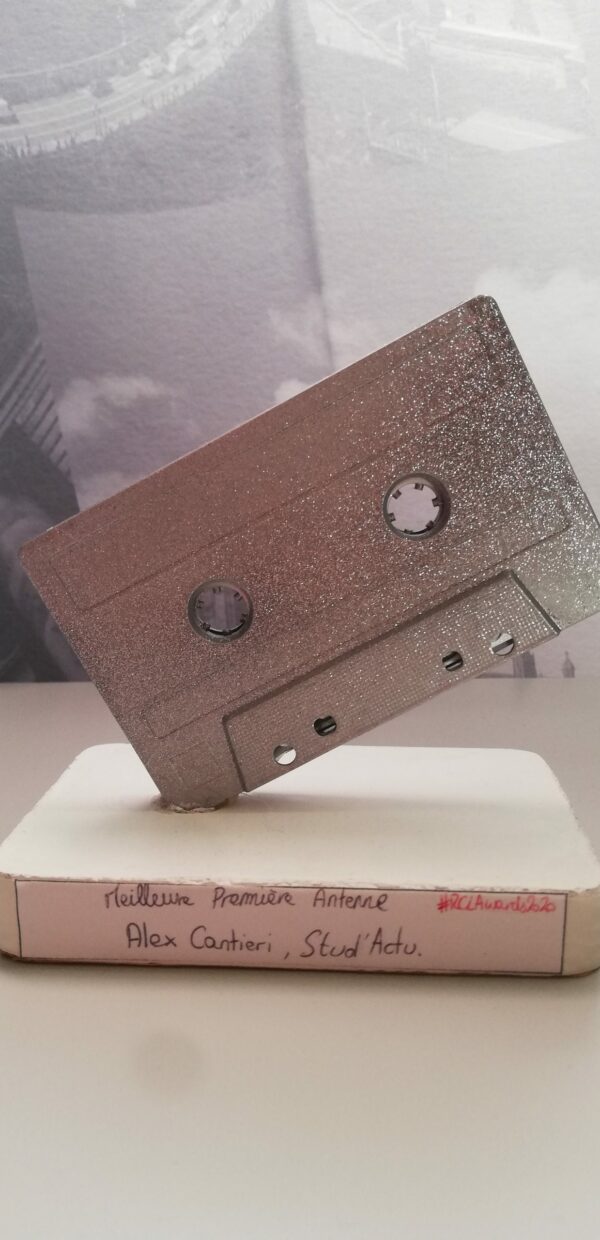 Meilleure Première Antenne #RCLAwards2020
Alex Cantieri, Stud'Actu.